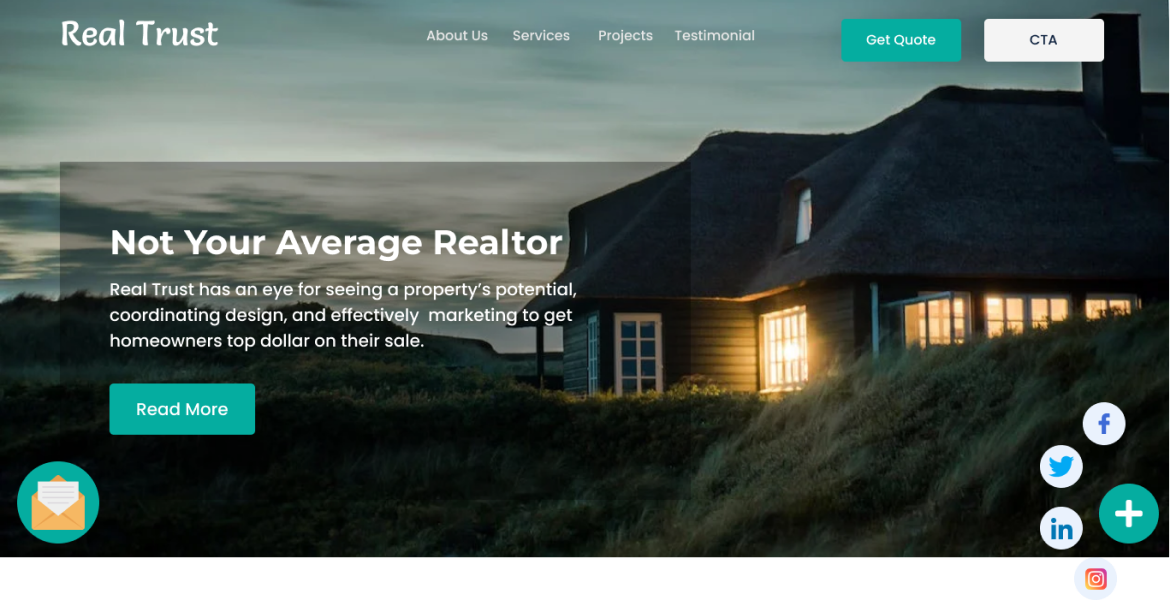 Real Trust
About Us Services Projects Testimonial
Get Quote
CTA
Not Your Average Realtor
Real Trust has an eye for seeing a property’s potential,
coordinating design, and effectively  marketing to get
homeowners top dollar on their sale.
Read More
f
in